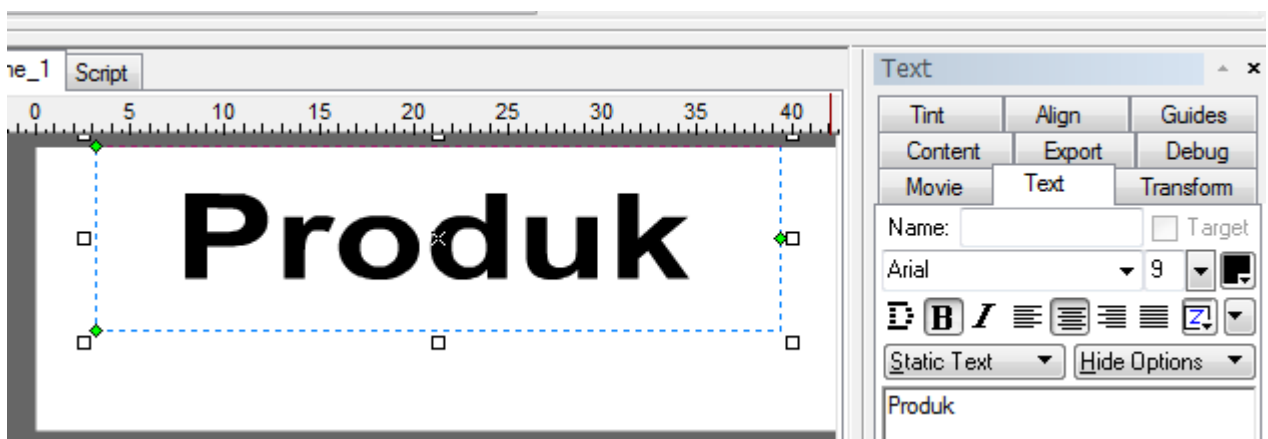 ne_1 Script
0 5 10 15 20 25 30 35 40
Produk
Text
Tint Align Guides
Content Export Debug
Movie Text Transform
Name: Target
Arial 9
B I
Static Text Hide Options
Produk